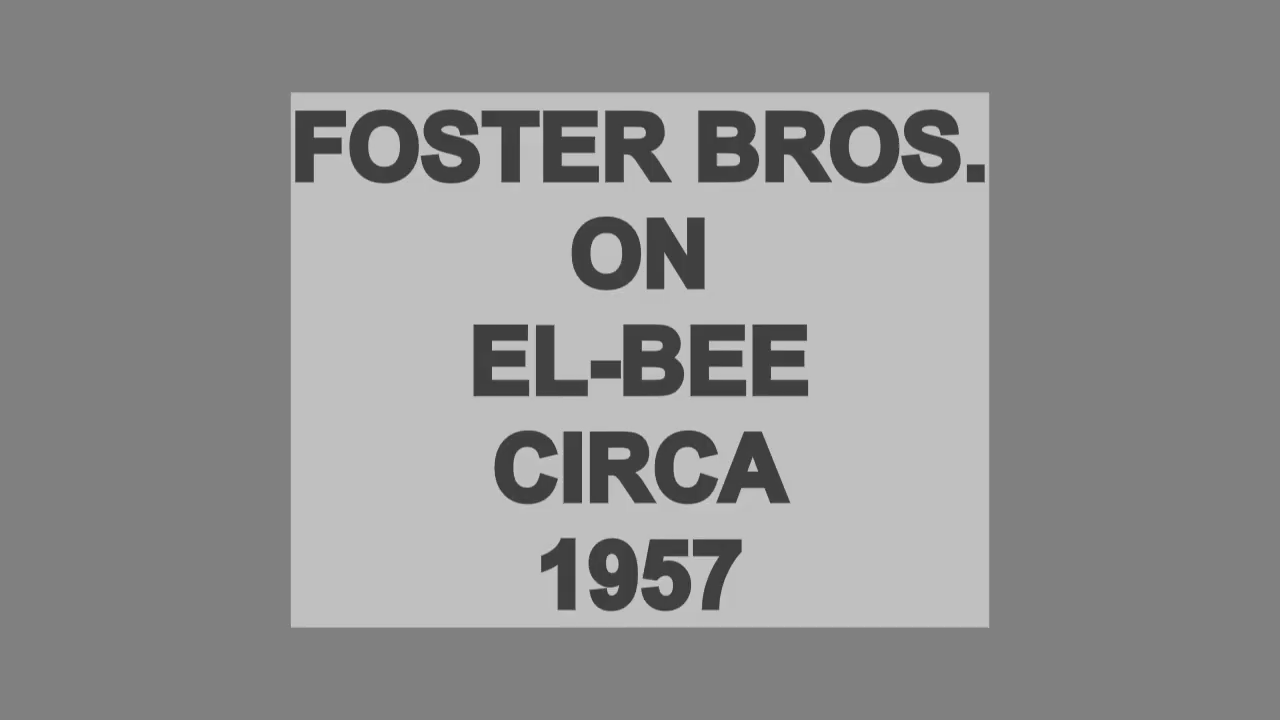 FOSTER BROS.
ON
EL-BEE
CIRCA
1957